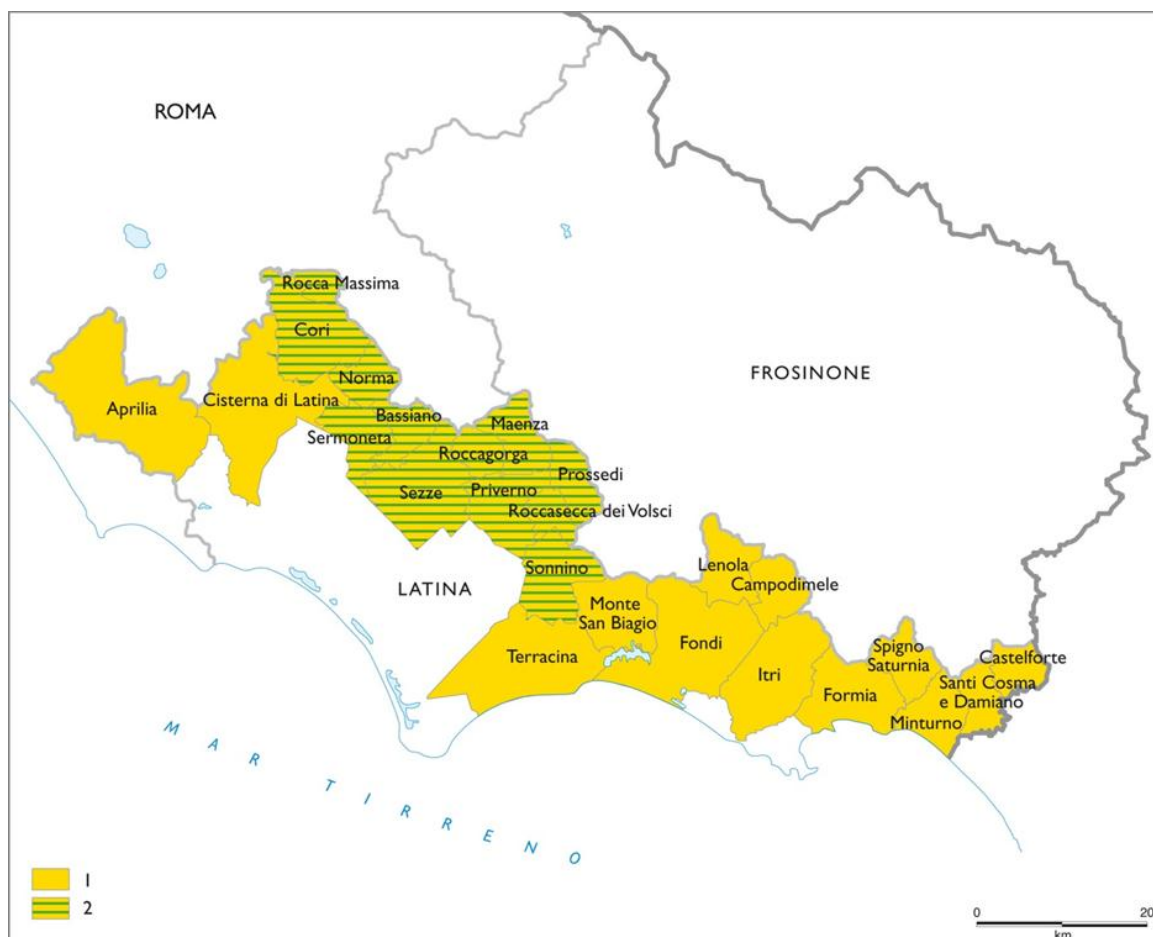 ROMA
Rocca Massima
Cori
FROSINONE
Norma
Cisterna di Latina
Aprilia
Bassiano
Maenza
Sermoneta
Roccagorga
Prossedi
Sezze
Priverno
Roccasecca dei Volsci
Sonnino
Lenola
Campodimele
LATINA
Monte
San Biagio
Fondi
Spigno
Saturnia
Terracina
Castelforte
Itri
Santi Cosma
e Damiano
Formia
Minturno
MAR TIRRENO
1
2
0
20
km